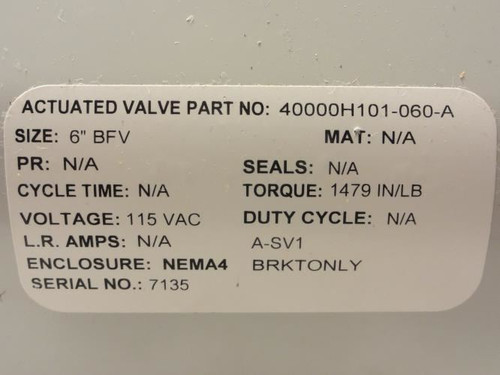 ACTUATED VALVE PART NO: 40000H101-060-A
SIZE: 6" BFV MAT: N/A
PR: N/A SEALS: N/A
CYCLE TIME: N/A TORQUE: 1479 IN/LB
VOLTAGE: 115 VAC DUTY CYCLE: N/A
L.R. AMPS: N/A A-SV1
ENCLOSURE: NEMA4 BRKTONLY
SERIAL NO.: 7135